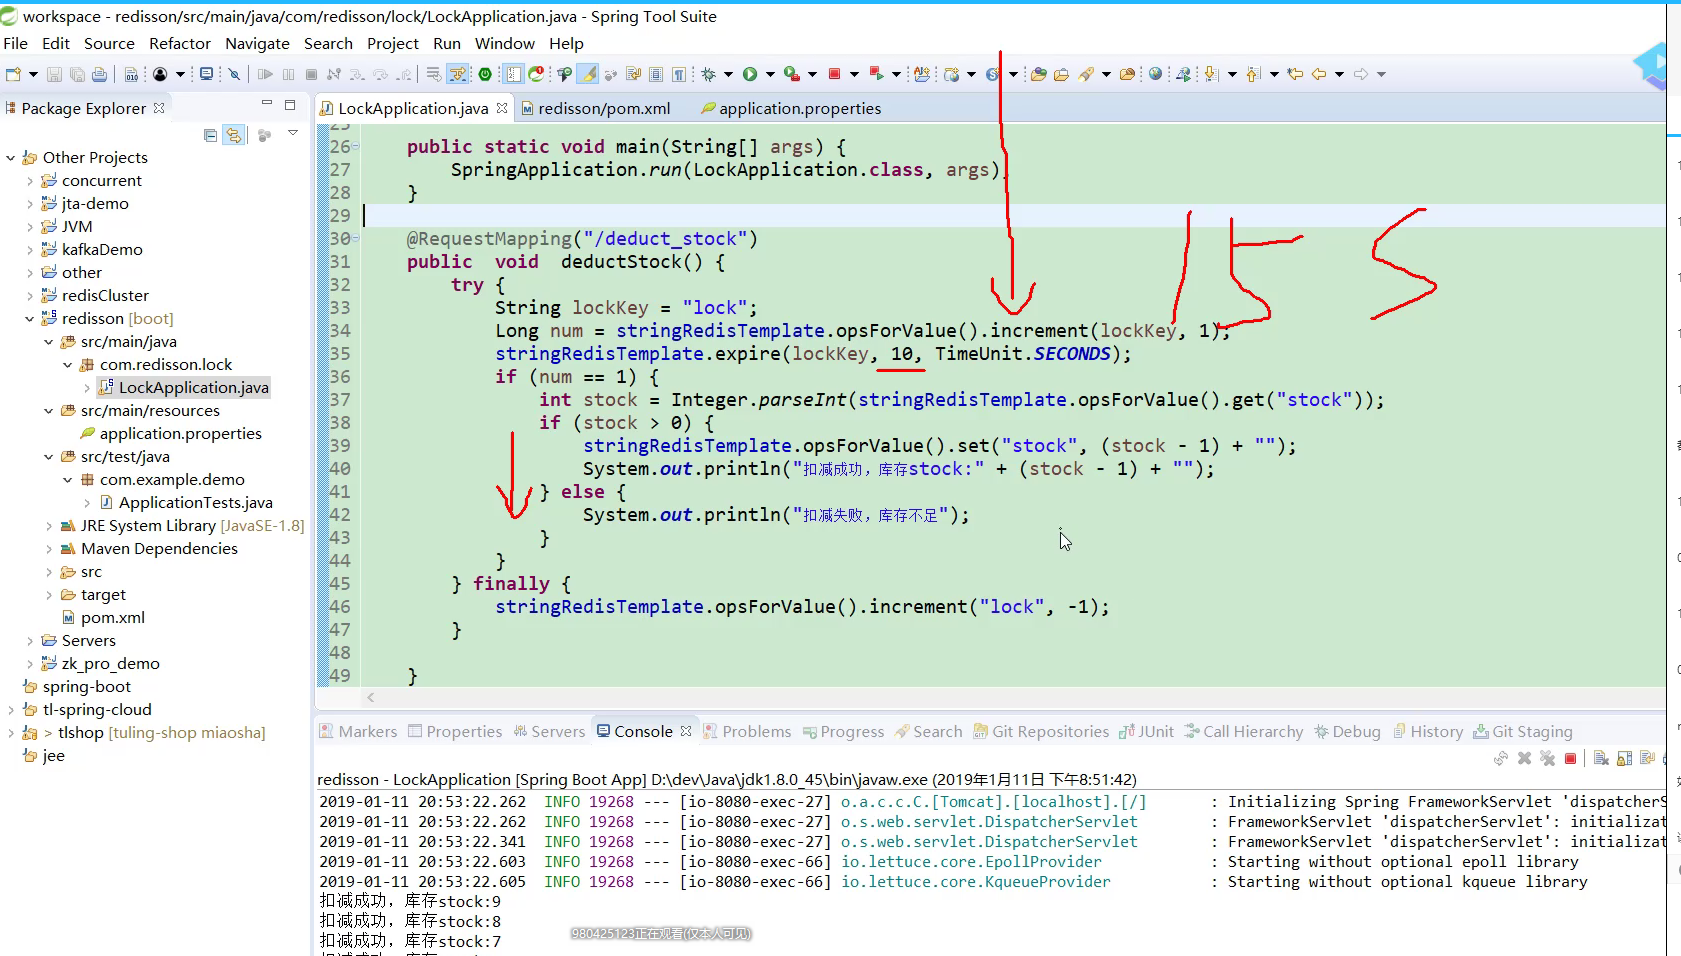 workspace - redisson/src/main/java/com/redisson/lock/LockApplication.java - Spring Tool Suite
File Edit Source Refactor Navigate Search Project Run Window Help
Package Explorer
Other Projects
concurrent
jta-demo
JVM
kafkaDemo
other
redisCluster
redisson [boot]
src/main/java
com.redisson.lock
LockApplication.java
src/main/resources
application.properties
src/test/java
com.example.demo
ApplicationTests.java
JRE System Library [JavaSE-1.8]
Maven Dependencies
src
target
pom.xml
Servers
zk_pro_demo
spring-boot
tl-spring-cloud
> tlshop [tuling-shop miaosha]
jee
LockApplication.java redisson/pom.xml application.properties
26 public static void main(String[] args) {
27 SpringApplication.run(LockApplication.class, args)
28 }
29
30 @RequestMapping("/deduct_stock")
31 public void deductStock() {
32 try {
33 String lockKey = "lock";
34 Long num = stringRedisTemplate.opsForValue().increment(lockKey, 1);
35 stringRedisTemplate.expire(lockKey, 10, TimeUnit.SECONDS);
36 if (num == 1) {
37 int stock = Integer.parseInt(stringRedisTemplate.opsForValue().get("stock"));
38 if (stock > 0) {
39 stringRedisTemplate.opsForValue().set("stock", (stock - 1) + "");
40 System.out.println("扣减成功，库存stock:" + (stock - 1) + "");
41 } else {
42 System.out.println("扣减失败，库存不足");
43 }
44 }
45 } finally {
46 stringRedisTemplate.opsForValue().increment("lock", -1);
47 }
48
49 }
15 S
Markers Properties Servers Console Problems Progress Search Git Repositories JUnit Call Hierarchy Debug History Git Staging
redisson - LockApplication [Spring Boot App] D:\dev\Java\jdk1.8.0_45\bin\javaw.exe (2019年1月11日 下午8:51:42)
2019-01-11 20:53:22.262 INFO 19268 --- [io-8080-exec-27] o.a.c.c.C.[Tomcat].[localhost].[/] : Initializing Spring FrameworkServlet 'dispatcherS
2019-01-11 20:53:22.262 INFO 19268 --- [io-8080-exec-27] o.s.web.servlet.DispatcherServlet : FrameworkServlet 'dispatcherServlet': initializat
2019-01-11 20:53:22.341 INFO 19268 --- [io-8080-exec-27] o.s.web.servlet.DispatcherServlet : FrameworkServlet 'dispatcherServlet': initializat
2019-01-11 20:53:22.603 INFO 19268 --- [io-8080-exec-66] io.lettuce.core.EpollProvider : Starting without optional epoll library
2019-01-11 20:53:22.605 INFO 19268 --- [io-8080-exec-66] io.lettuce.core.KqueueProvider : Starting without optional kqueue library
扣减成功，库存stock:9
扣减成功，库存stock:8
扣减成功，库存stock:7
980425123正在观看(仅本人可见)